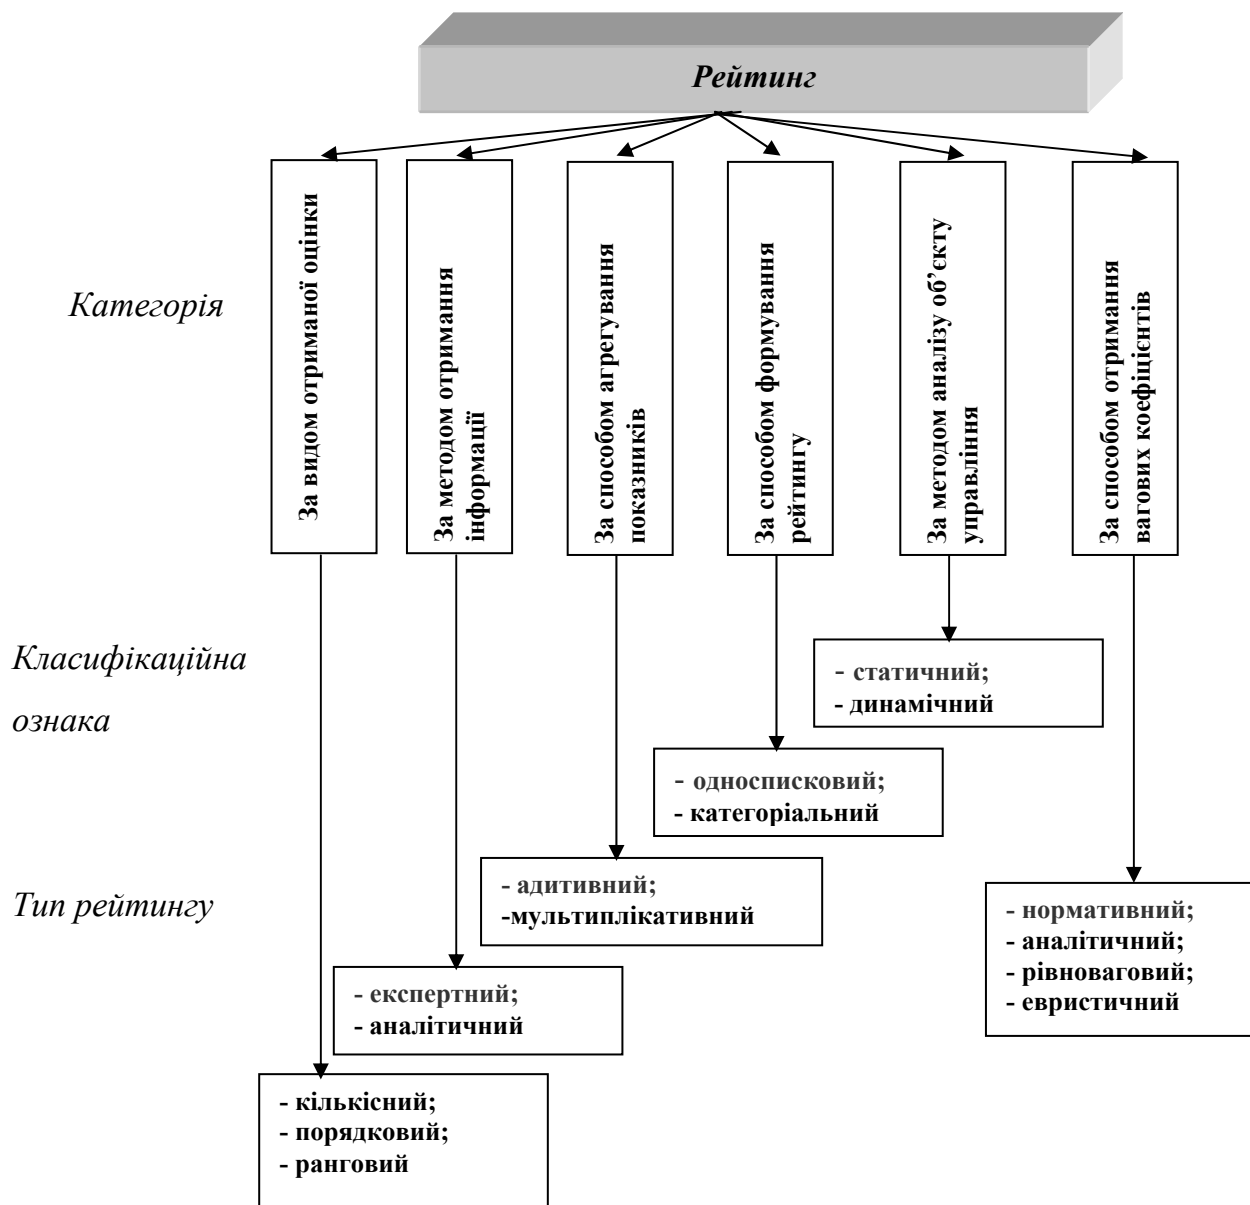 Рейтинг
Категорія
За видом отриманої оцінки
За методом отримання
інформації
За способом агрегування
показників
За способом формування
рейтингу
За методом аналізу об’єкту
управління
За способом отримання
вагових коефіцієнтів
Класифікаційна
ознака
- статичний;
- динамічний
- односписковий;
- категоріальний
Тип рейтингу
- адитивний;
-мультиплікативний
- нормативний;
- аналітичний;
- рівноваговий;
- евристичний
- експертний;
- аналітичний
- кількісний;
- порядковий;
- ранговий